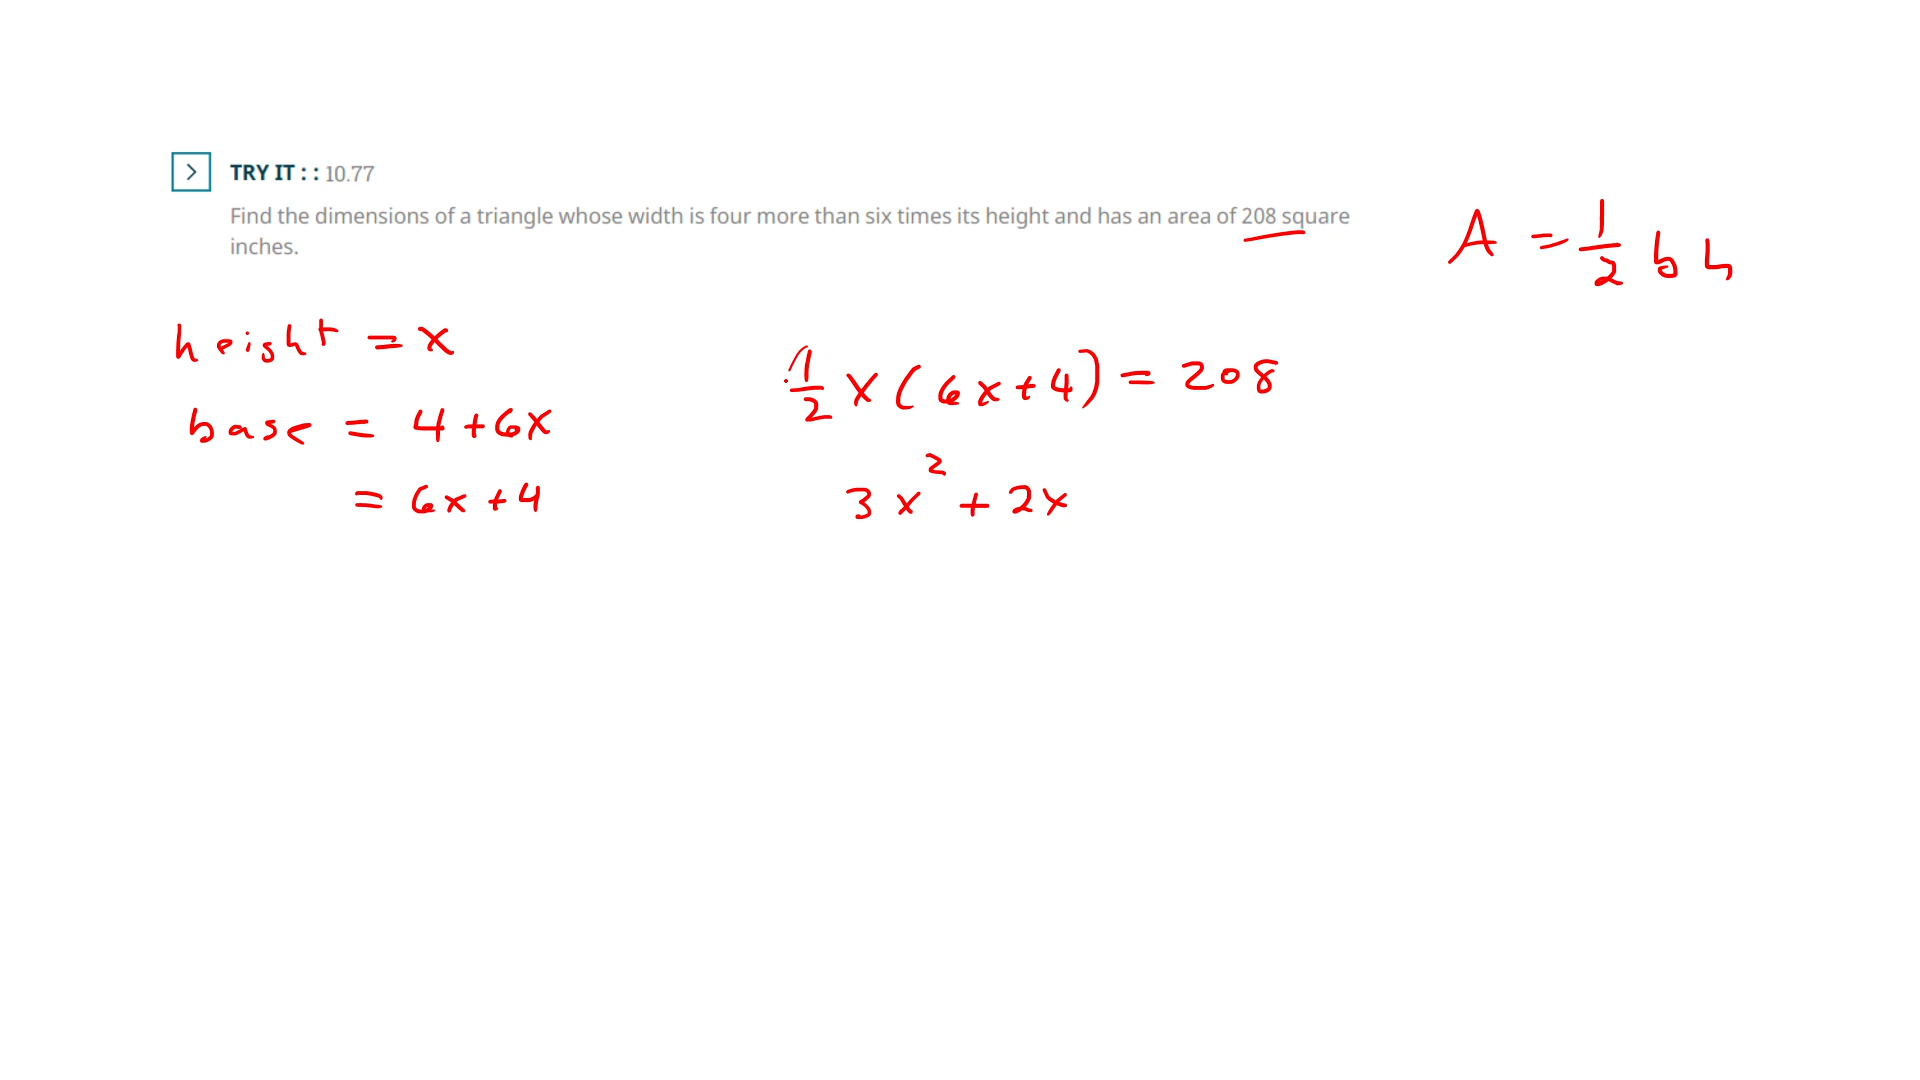 > TRY IT : : 10.77
Find the dimensions of a triangle whose width is four more than six times its height and has an area of 208 square
inches.
A = 1/2 b h
height = x
base = 4 + 6x
= 6x + 4
1/2 x (6x + 4) = 208
3x² + 2x